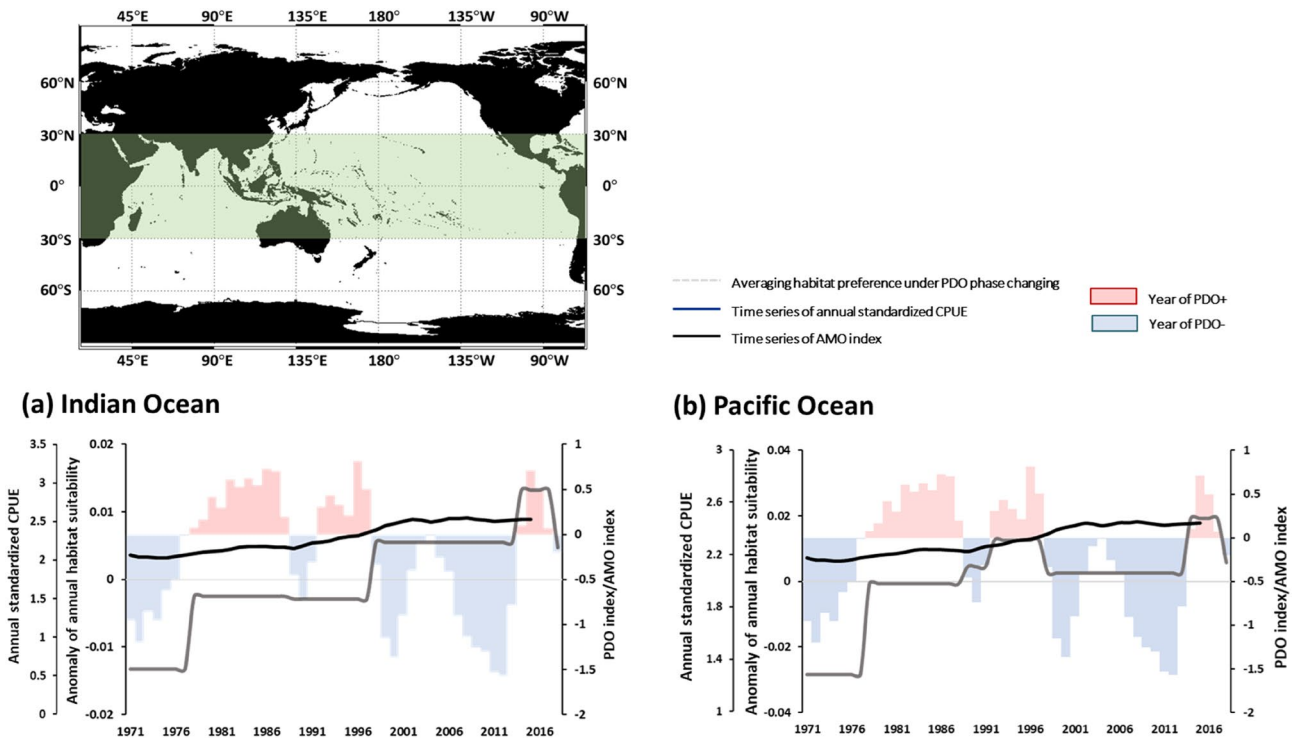 45°E 90°E 135°E 180° 135°W 90°W
60°N 60°N
30°N 30°N
0° 0°
30°S 30°S
60°S 60°S
45°E 90°E 135°E 180° 135°W 90°W
Averaging habitat preference under PDO phase changing
Time series of annual standardized CPUE
Time series of AMO index
Year of PDO+
Year of PDO-
(a) Indian Ocean
Annual standardized CPUE
3.5
3
2.5
2
1.5
1
0.5
0
Anomaly of annual habitat suitability
0.02
0.01
0
-0.01
-0.02
1
0.5
0
-0.5
-1
-1.5
-2
PDO index/AMO index
1971 1976 1981 1986 1991 1996 2001 2006 2011 2016
(b) Pacific Ocean
Annual standardized CPUE
3
2.6
2.2
1.8
1.4
1
Anomaly of annual habitat suitability
0.04
0.02
0
-0.02
-0.04
1
0.5
0
-0.5
-1
-1.5
-2
PDO index/AMO index
1971 1976 1981 1986 1991 1996 2001 2006 2011 2016